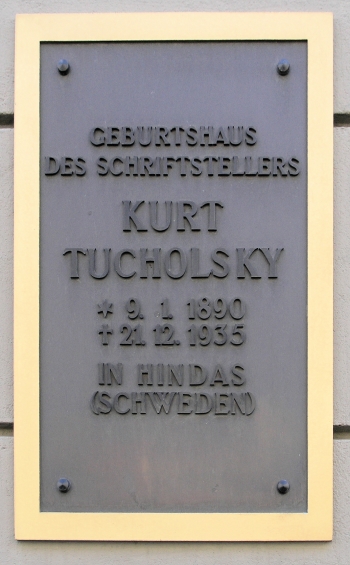 GEBURTSHAUS
DES SCHRIFTSTELLERS
KURT
TUCHOLSKY
* 9. 1. 1890
† 21. 12. 1935
IN HINDAS
(SCHWEDEN)